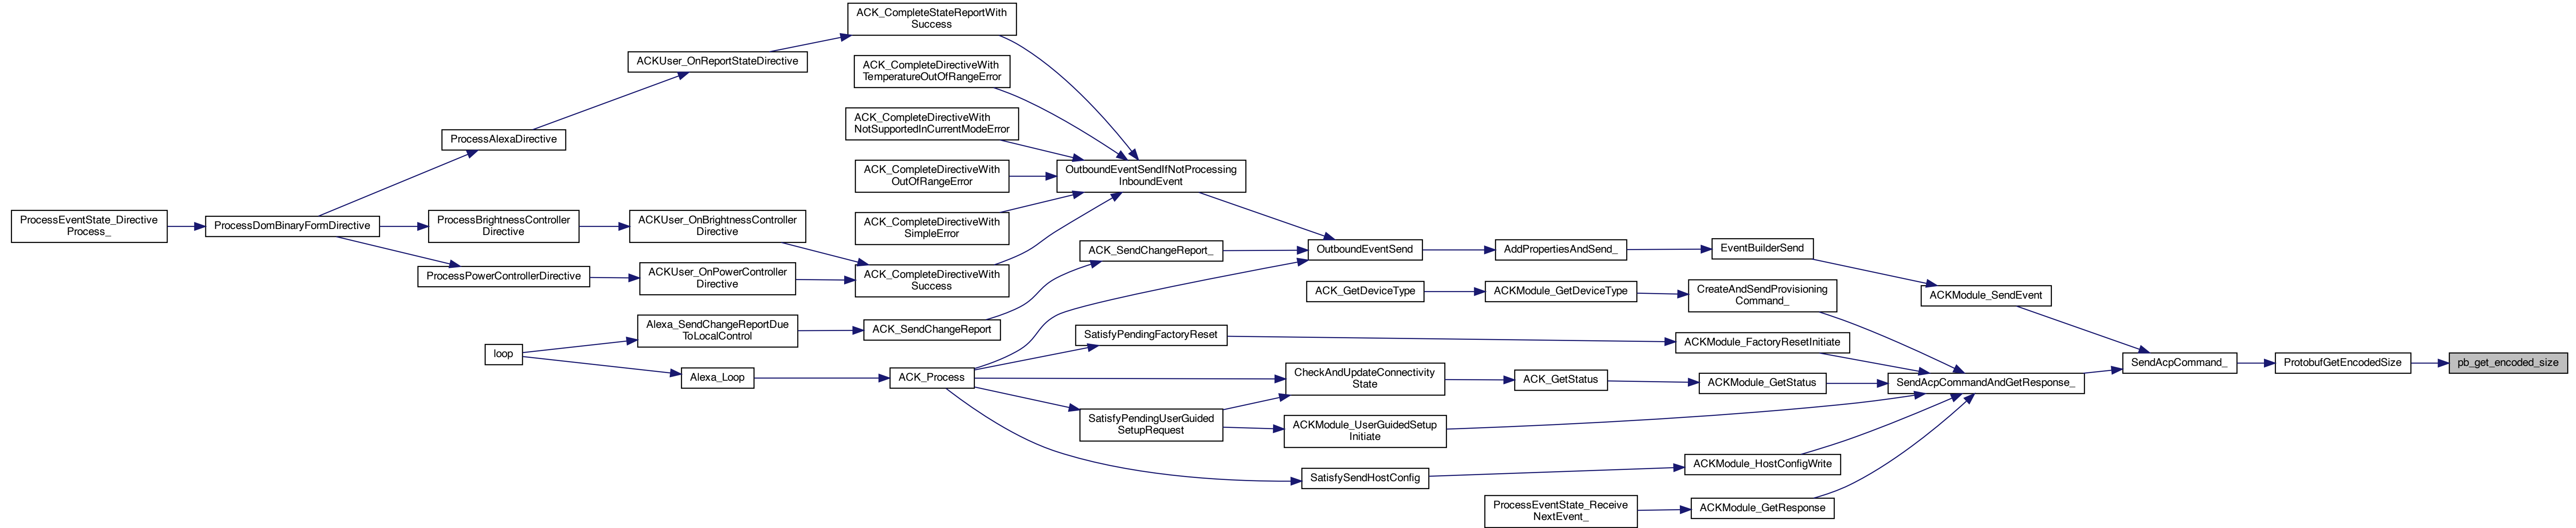 ACK_CompleteStateReportWith
Success
ACKUser_OnReportStateDirective
ACK_CompleteDirectiveWith
TemperatureOutOfRangeError
ACK_CompleteDirectiveWith
NotSupportedInCurrentModeError
ProcessAlexaDirective
ACK_CompleteDirectiveWith
OutOfRangeError
OutboundEventSendIfNotProcessing
InboundEvent
ProcessEventState_Directive
Process_
ProcessDomBinaryFormDirective
ProcessBrightnessController
Directive
ACKUser_OnBrightnessController
Directive
ACK_CompleteDirectiveWith
SimpleError
ACK_SendChangeReport_
OutboundEventSend
AddPropertiesAndSend_
EventBuilderSend
ProcessPowerControllerDirective
ACKUser_OnPowerController
Directive
ACK_CompleteDirectiveWith
Success
ACK_GetDeviceType
ACKModule_GetDeviceType
CreateAndSendProvisioning
Command_
ACKModule_SendEvent
Alexa_SendChangeReportDue
ToLocalControl
ACK_SendChangeReport
SatisfyPendingFactoryReset
ACKModule_FactoryResetInitiate
loop
Alexa_Loop
ACK_Process
CheckAndUpdateConnectivity
State
ACK_GetStatus
ACKModule_GetStatus
SendAcpCommandAndGetResponse_
SendAcpCommand_
ProtobufGetEncodedSize
pb_get_encoded_size
SatisfyPendingUserGuided
SetupRequest
ACKModule_UserGuidedSetup
Initiate
SatisfySendHostConfig
ACKModule_HostConfigWrite
ProcessEventState_Receive
NextEvent_
ACKModule_GetResponse